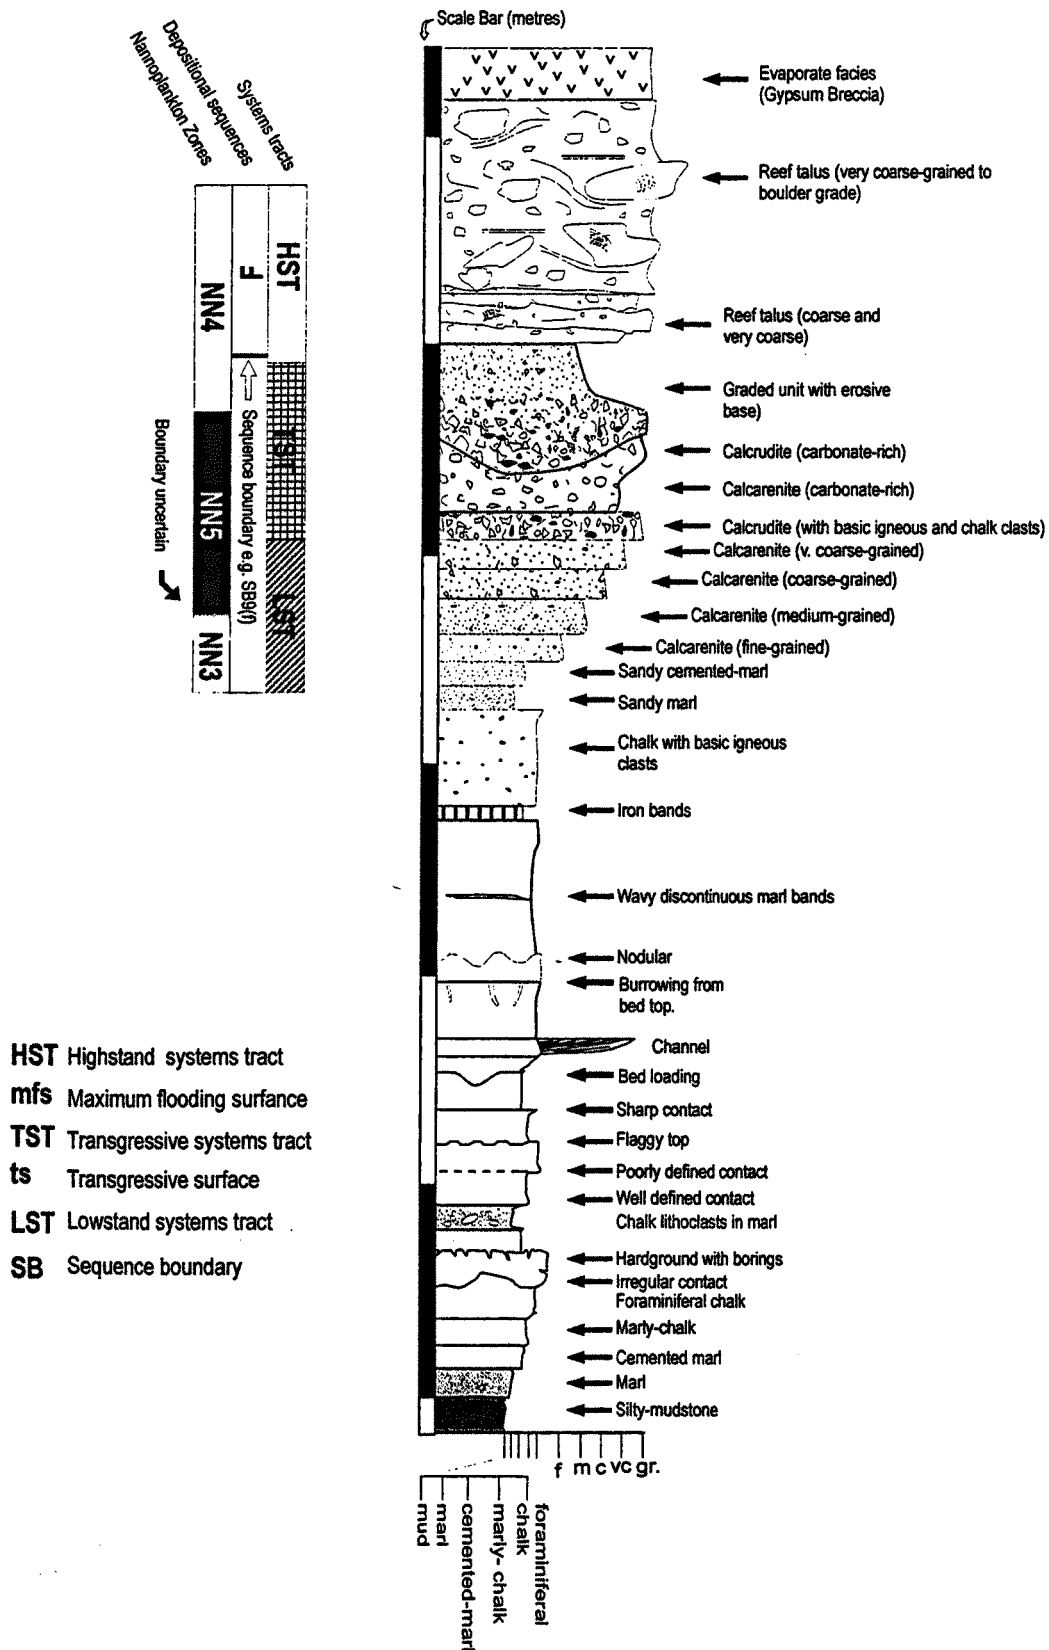 Scale Bar (metres)
Systems tracts
Depositional sequences
Nannoplankton Zones
HST
F
NN4
TST
Sequence boundary e.g. SB9(f)
NN5
Boundary uncertain
LST
NN3
Evaporate facies
(Gypsum Breccia)
Reef talus (very coarse-grained to
boulder grade)
Reef talus (coarse and
very coarse)
Graded unit with erosive
base)
Calcrudite (carbonate-rich)
Calcarenite (carbonate-rich)
Calcrudite (with basic igneous and chalk clasts)
Calcarenite (v. coarse-grained)
Calcarenite (coarse-grained)
Calcarenite (medium-grained)
Calcarenite (fine-grained)
Sandy cemented-marl
Sandy marl
Chalk with basic igneous
clasts
Iron bands
Wavy discontinuous marl bands
Nodular
Burrowing from
bed top.
Channel
Bed loading
Sharp contact
Flaggy top
Poorly defined contact
Well defined contact
Chalk lithoclasts in marl
Hardground with borings
Irregular contact
Foraminiferal chalk
Marly-chalk
Cemented marl
Marl
Silty-mudstone
HST Highstand systems tract
mfs Maximum flooding surfance
TST Transgressive systems tract
ts Transgressive surface
LST Lowstand systems tract
SB Sequence boundary
f m c vc gr.
mud
marl
cemented-marl
marly- chalk
chalk
foraminiferal